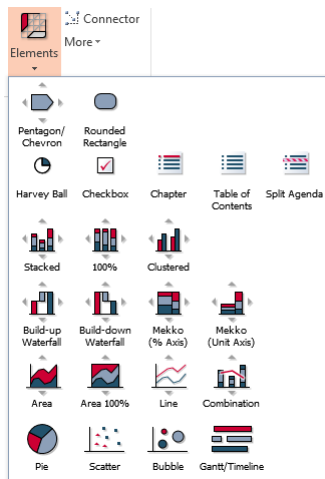 Connector
More
Elements
Pentagon/ Rounded
Chevron Rectangle
Harvey Ball Checkbox Chapter Table of Split Agenda
Contents
Stacked 100% Clustered
Build-up Build-down Mekko Mekko
Waterfall Waterfall (% Axis) (Unit Axis)
Area Area 100% Line Combination
Pie Scatter Bubble Gantt/Timeline